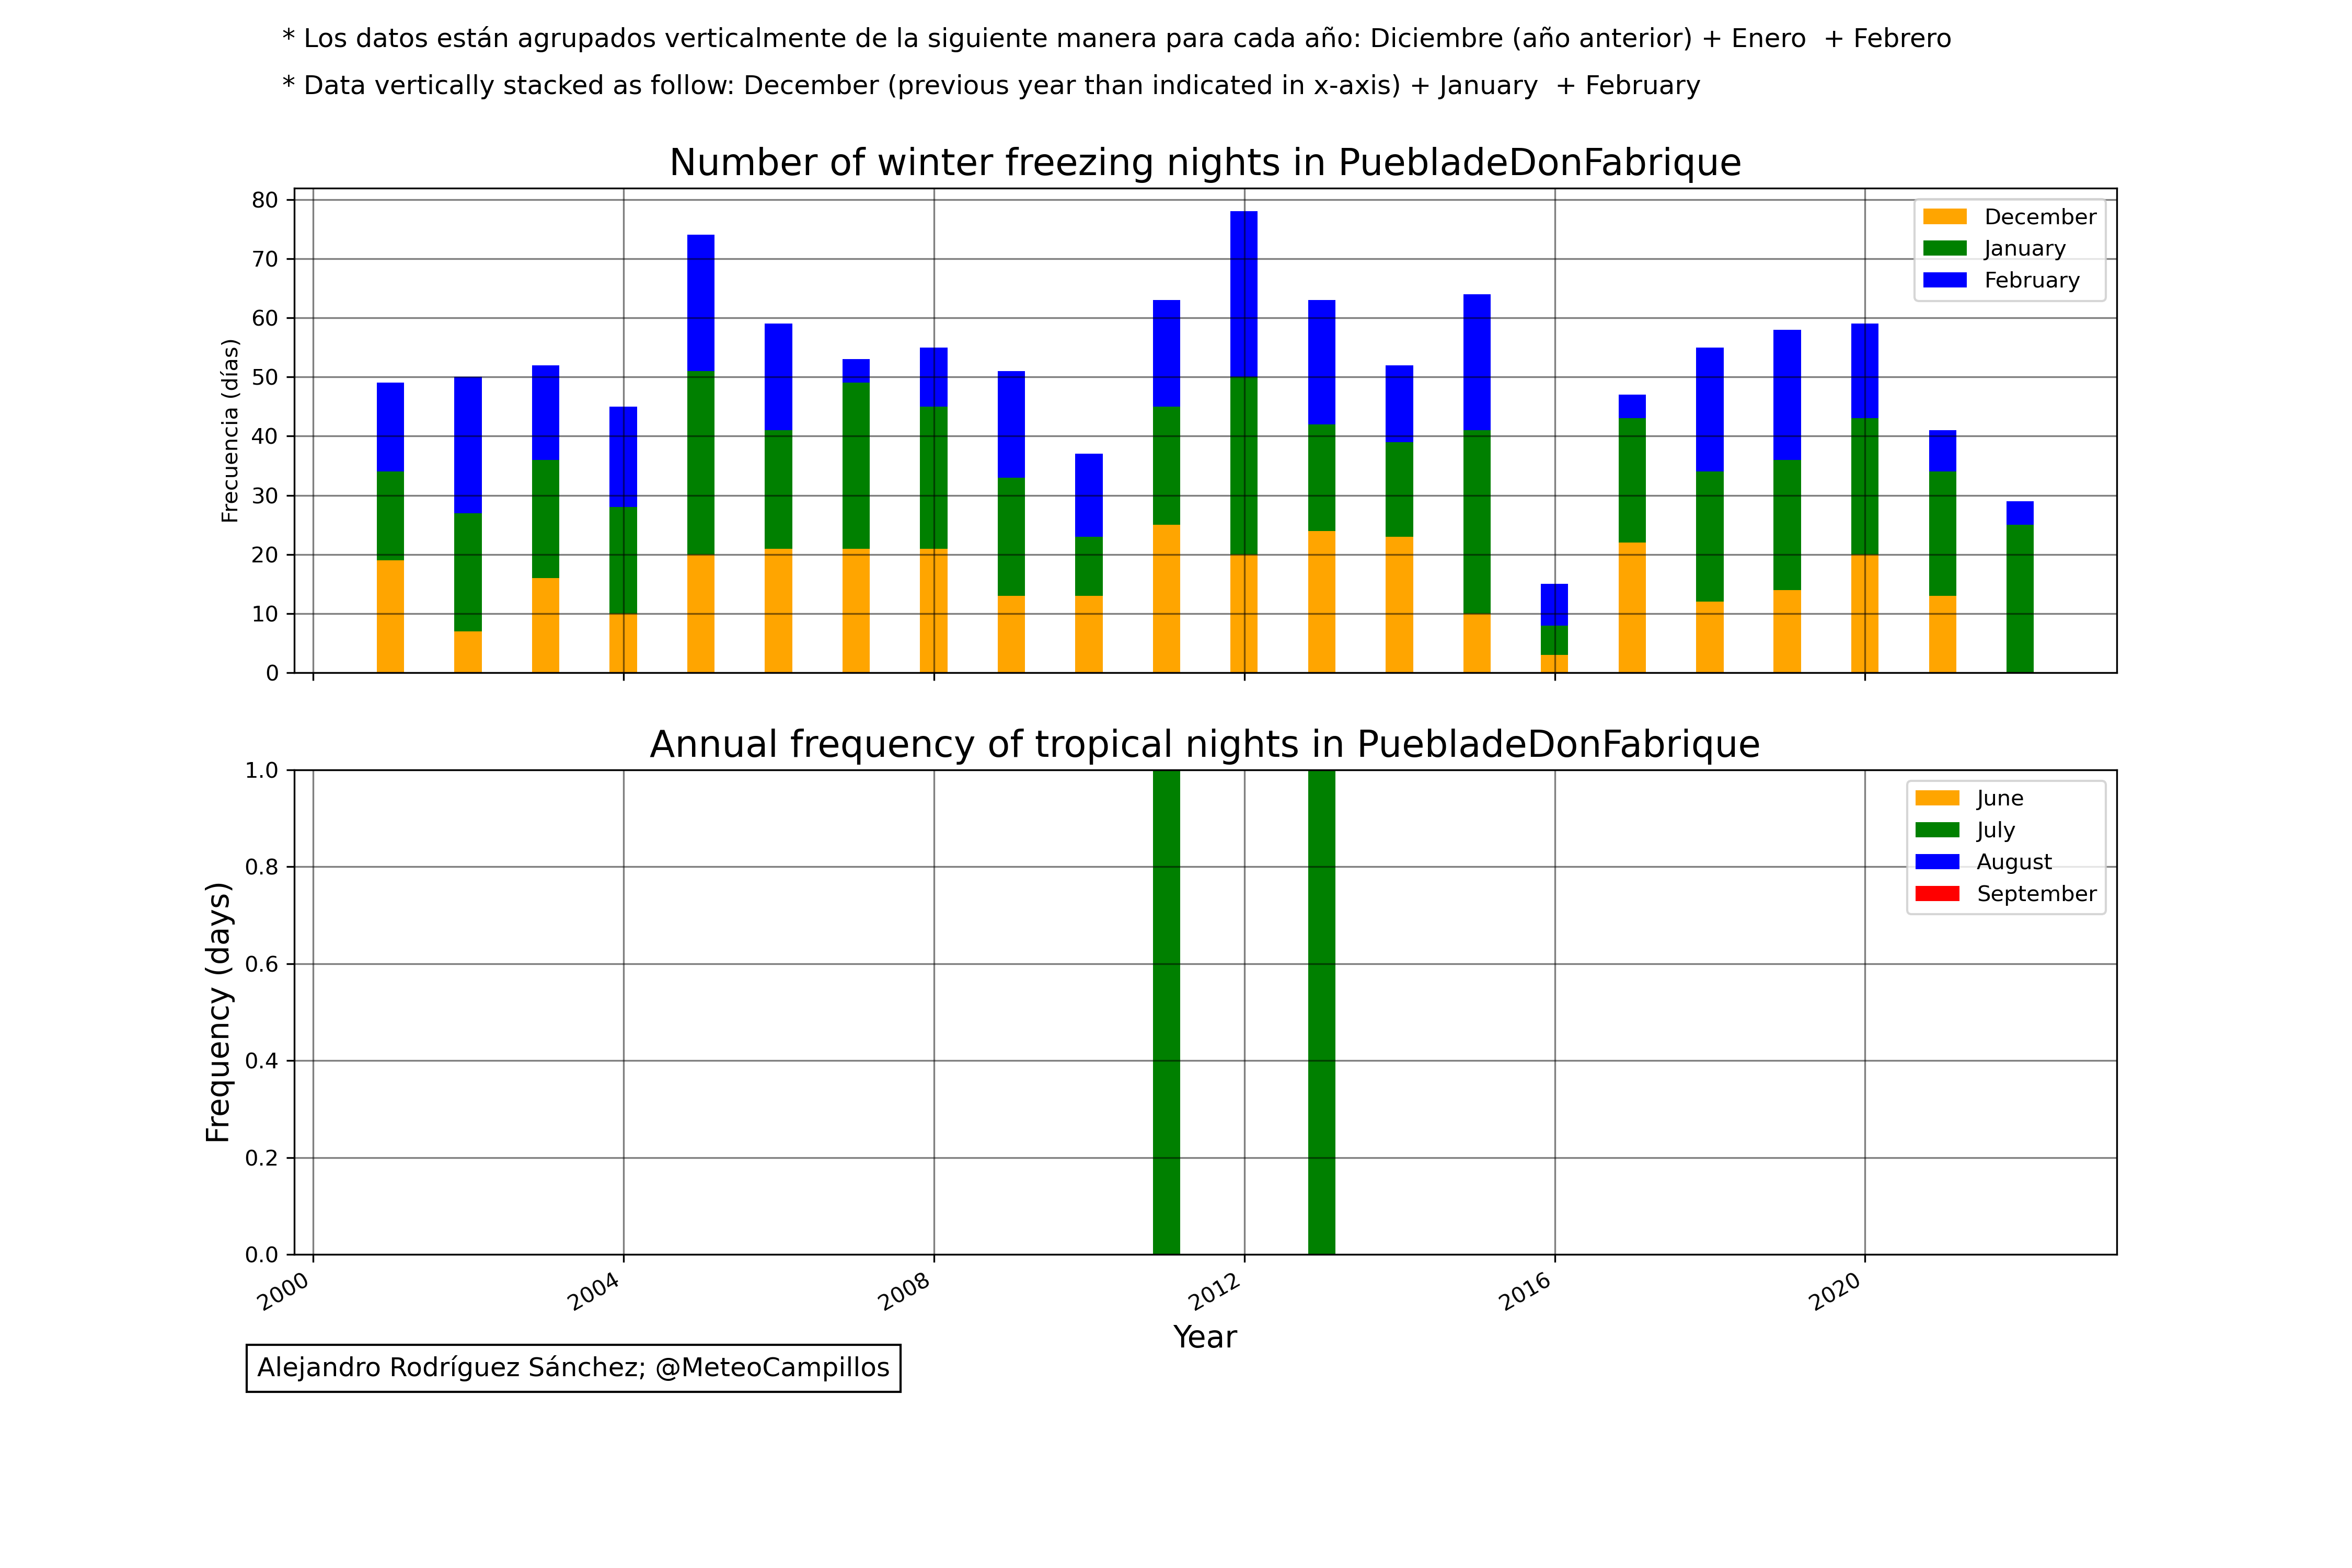 * Los datos están agrupados verticalmente de la siguiente manera para cada año: Diciembre (año anterior) + Enero  + Febrero
* Data vertically stacked as follow: December (previous year than indicated in x-axis) + January  + February
Number of winter freezing nights in PuebladeDonFabrique
80
70
60
50
40
30
20
10
0
Frecuencia (días)
December
January
February
Annual frequency of tropical nights in PuebladeDonFabrique
1.0
0.8
0.6
0.4
0.2
0.0
Frequency (days)
June
July
August
September
2000
2004
2008
2012
2016
2020
Year
Alejandro Rodríguez Sánchez; @MeteoCampillos